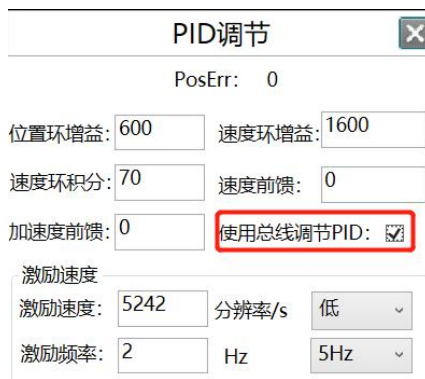 PID调节
PosErr： 0
位置环增益：600 速度环增益：1600
速度环积分：70 速度前馈：0
加速度前馈：0 使用总线调节PID：
激励速度
激励速度：5242 分辨率/s 低
激励频率：2 Hz 5Hz